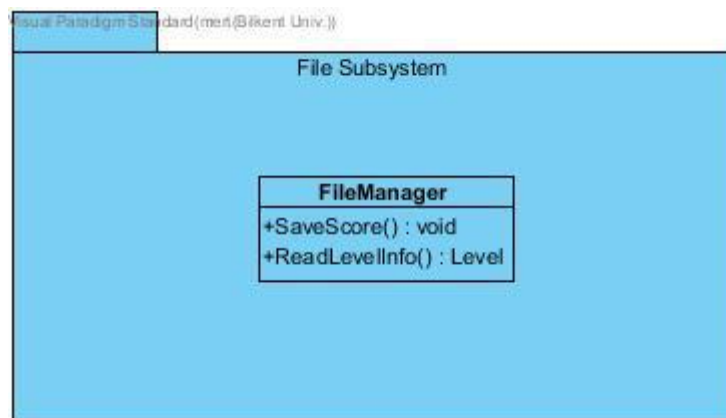 Visual Paradigm Standard(mert(Bilkent Univ.))
File Subsystem
FileManager
+SaveScore() : void
+ReadLevelInfo() : Level